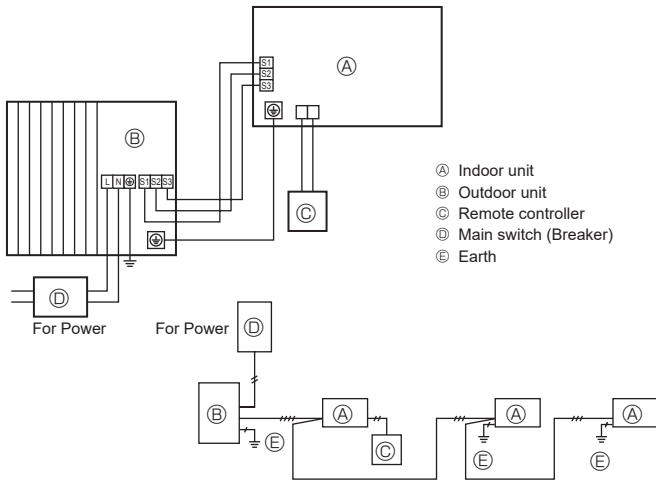 S1
S2
S3
Ⓐ
Ⓑ
L N S1 S2 S3
Ⓒ
Ⓐ Indoor unit
Ⓑ Outdoor unit
Ⓒ Remote controller
Ⓓ Main switch (Breaker)
Ⓔ Earth
Ⓓ
For Power
For Power
Ⓓ
Ⓑ
Ⓔ
Ⓐ
Ⓒ
Ⓐ
Ⓔ
Ⓐ
Ⓔ